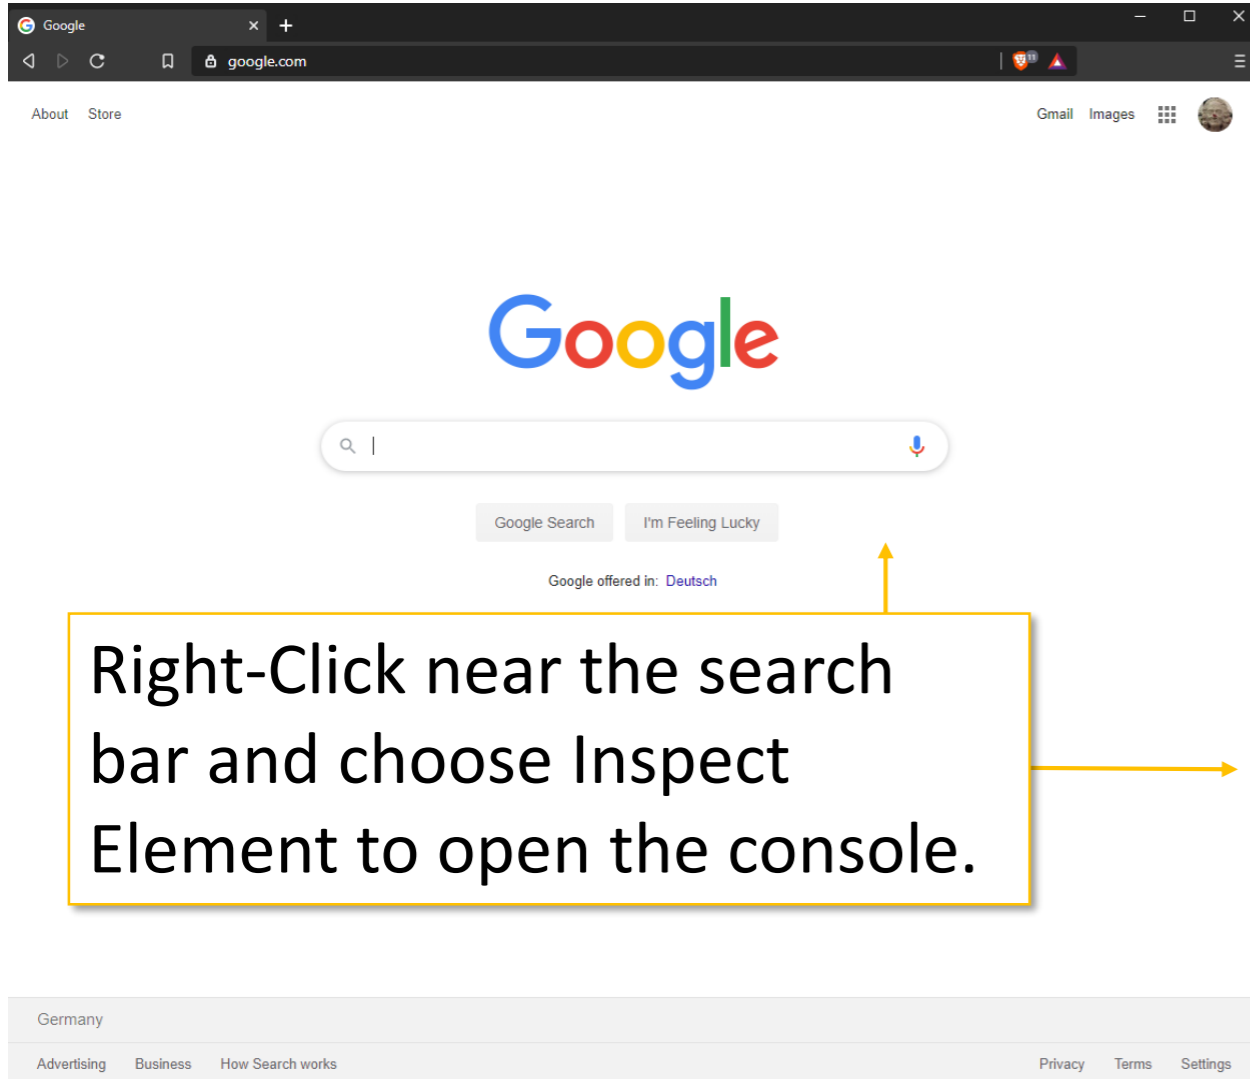 Google
google.com
11
About Store Gmail Images
Google
Google Search I'm Feeling Lucky
Google offered in: Deutsch
Right-Click near the search
bar and choose Inspect
Element to open the console.
Germany
Advertising Business How Search works Privacy Terms Settings